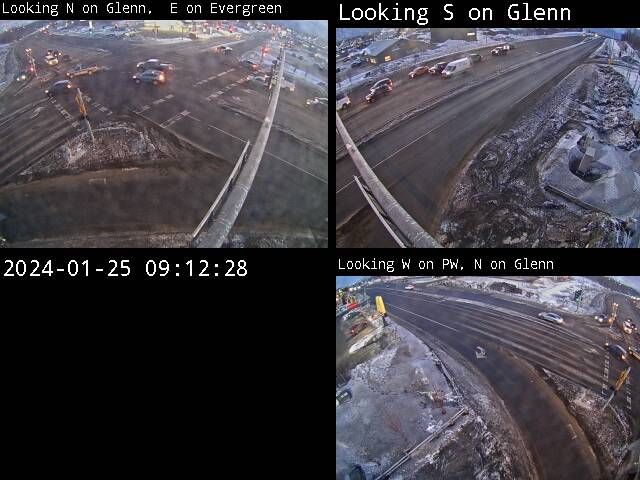 Looking N on Glenn,  E on Evergreen
Looking S on Glenn
2024-01-25 09:12:28
Looking W on PW, N on Glenn